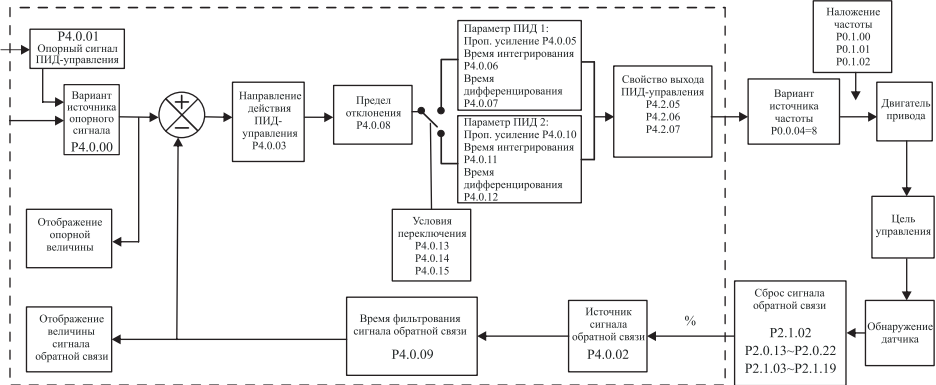 P4.0.01
Опорный сигнал
ПИД-управления
Вариант
источника
опорного
сигнала
P4.0.00
Направление
действия
ПИД-
управления
P4.0.03
Предел
отклонения
P4.0.08
Параметр ПИД 1:
Проп. усиление P4.0.05
Время интегрирования
P4.0.06
Время
дифференцирования
P4.0.07
Параметр ПИД 2:
Проп. усиление P4.0.10
Время интегрирования
P4.0.11
Время
дифференцирования
P4.0.12
Свойство выхода
ПИД-управления
P4.2.05
P4.2.06
P4.2.07
Наложение
частоты
P0.1.00
P0.1.01
P0.1.02
Вариант
источника
частоты
P0.0.04=8
Двигатель
привода
Отображение
опорной
величины
Условия
переключения
P4.0.13
P4.0.14
P4.0.15
Цель
управления
Отображение
величины
сигнала
обратной связи
Время фильтрования
сигнала обратной связи
P4.0.09
Источник
сигнала
обратной связи
P4.0.02
%
Сброс сигнала
обратной связи
P2.1.02
P2.0.13~P2.0.22
P2.1.03~P2.1.19
Обнаружение
датчика